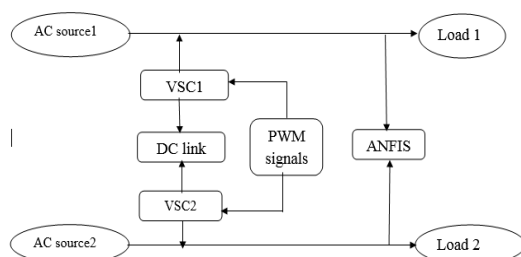 AC source1
Load 1
VSC1
PWM
signals
DC link
ANFIS
VSC2
AC source2
Load 2